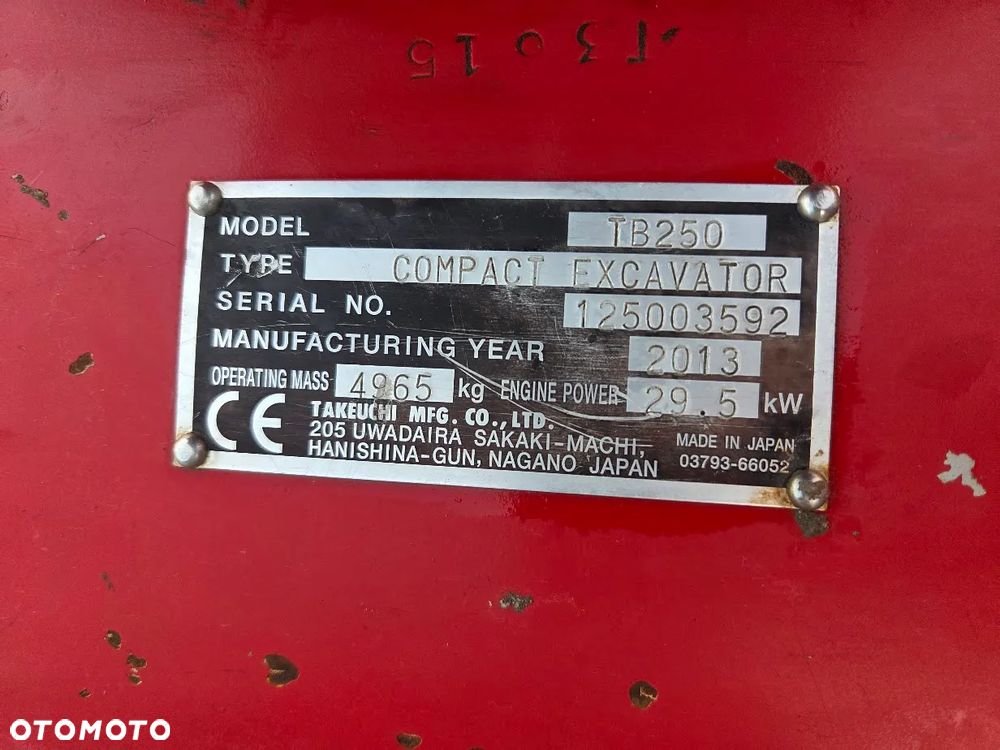 MODEL TB250
TYPE COMPACT EXCAVATOR
SERIAL NO. 125003592
MANUFACTURING YEAR 2013
OPERATING MASS 4965 kg ENGINE POWER 29.5 kW
CE
TAKEUCHI MFG. CO., LTD.
205 UWADAIRA SAKAKI-MACHI,
HANISHINA-GUN, NAGANO JAPAN
MADE IN JAPAN
03793-66052
OTOMOTO